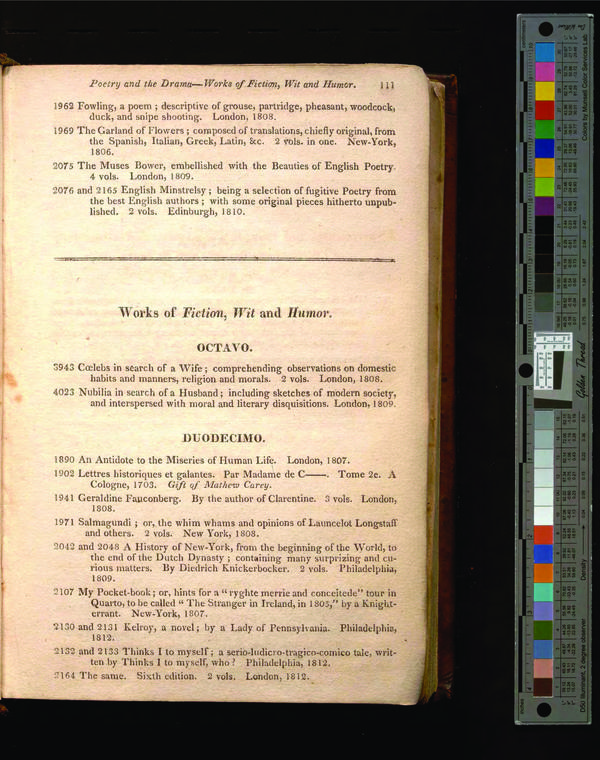 Poetry and the Drama—Works of Fiction, Wit and Humor. 111
1962 Fowling, a poem ; descriptive of grouse, partridge, pheasant, woodcock,
duck, and snipe shooting. London, 1808.
1969 The Garland of Flowers ; composed of translations, chiefly original, from
the Spanish, Italian, Greek, Latin, &c. 2 vols. in one. New-York,
1806.
2075 The Muses Bower, embellished with the Beauties of English Poetry.
4 vols. London, 1809.
2076 and 2165 English Minstrelsy ; being a selection of fugitive Poetry from
the best English authors ; with some original pieces hitherto unpub-
lished. 2 vols. Edinburgh, 1810.
Works of Fiction, Wit and Humor.
OCTAVO.
3943 Cœlebs in search of a Wife ; comprehending observations on domestic
habits and manners, religion and morals. 2 vols. London, 1808.
4023 Nubilia in search of a Husband ; including sketches of modern society,
and interspersed with moral and literary disquisitions. London, 1809.
DUODECIMO.
1890 An Antidote to the Miseries of Human Life. London, 1807.
1902 Lettres historiques et galantes. Par Madame de C——. Tome 2e. A
Cologne, 1703. Gift of Mathew Carey.
1941 Geraldine Fauconberg. By the author of Clarentine. 3 vols. London,
1808.
1971 Salmagundi ; or, the whim whams and opinions of Launcelot Longstaff
and others. 2 vols. New York, 1808.
2042 and 2048 A History of New-York, from the beginning of the World, to
the end of the Dutch Dynasty ; containing many surprizing and cu-
rious matters. By Diedrich Knickerbocker. 2 vols. Philadelphia,
1809.
2107 My Pocket-book ; or, hints for a "ryghte merrie and conceitede" tour in
Quarto, to be called "The Stranger in Ireland, in 1805," by a Knight-
errant. New-York, 1807.
2130 and 2131 Kelroy, a novel ; by a Lady of Pennsylvania. Philadelphia,
1812.
2132 and 2133 Thinks I to myself ; a serio-ludicro-tragico-comico tale, writ-
ten by Thinks I to myself, who ? Philadelphia, 1812.
2164 The same. Sixth edition. 2 vols. London, 1812.
Colors by Munsell Color Services Lab
Golden Thread
Density
D50 Illuminant, 2 degree observer